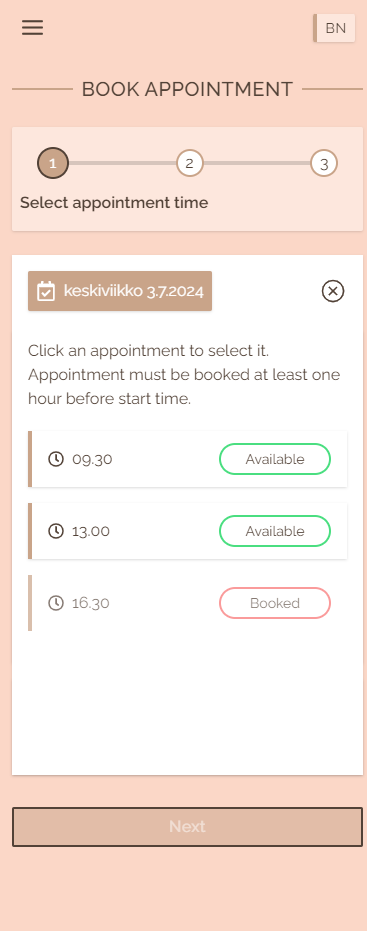 BN
BOOK APPOINTMENT
1 2 3
Select appointment time
keskiviikko 3.7.2024
Click an appointment to select it.
Appointment must be booked at least one
hour before start time.
09.30 Available
13.00 Available
16.30 Booked
Next